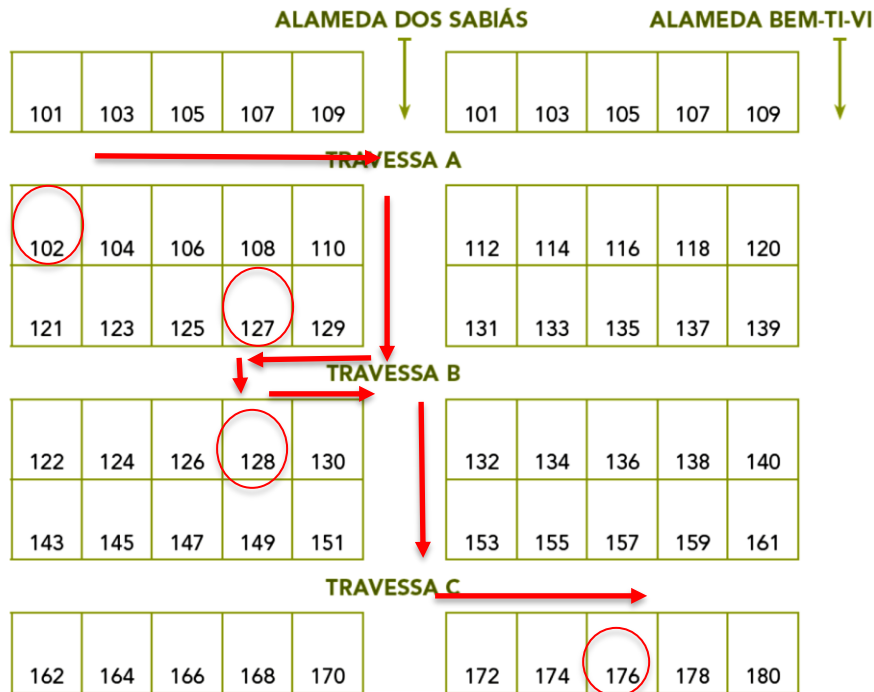 ALAMEDA DOS SABIÁS ALAMEDA BEM-TI-VI
101 103 105 107 109 101 103 105 107 109
TRAVESSA A
102 104 106 108 110 112 114 116 118 120
121 123 125 127 129 131 133 135 137 139
TRAVESSA B
122 124 126 128 130 132 134 136 138 140
143 145 147 149 151 153 155 157 159 161
TRAVESSA C
162 164 166 168 170 172 174 176 178 180